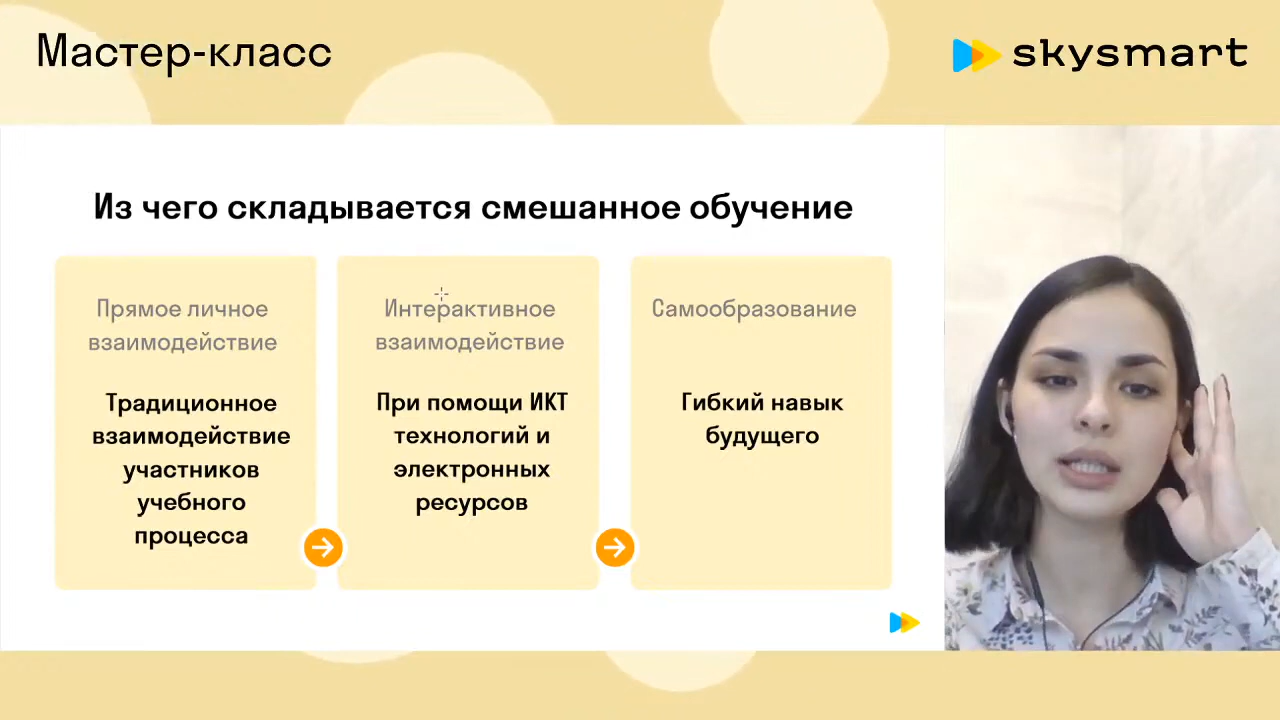 Мастер-класс
skysmart
Из чего складывается смешанное обучение
Прямое личное
взаимодействие
Традиционное
взаимодействие
участников
учебного
процесса
Интерактивное
взаимодействие
При помощи ИКТ
технологий и
электронных
ресурсов
Самообразование
Гибкий навык
будущего